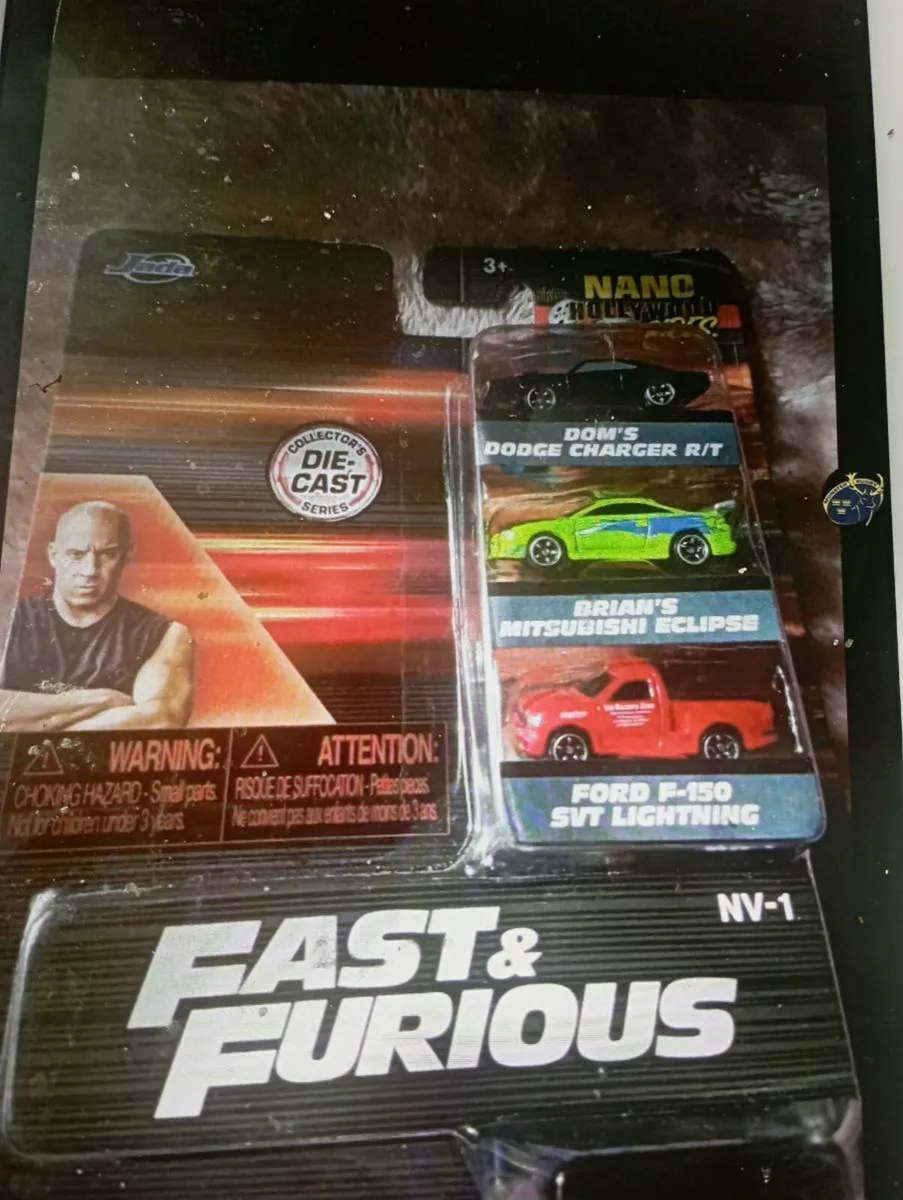 Jada
3+
NANO
HOLLYWOOD
COLLECTOR'S
DIE-
CAST
SERIES
DOM'S
DODGE CHARGER R/T
BRIAN'S
MITSUBISHI ECLIPSE
FORD F-150
SVT LIGHTNING
WARNING:
CHOKING HAZARD - Small parts.
Not for children under 3 years.
ATTENTION:
RISQUE DE SUFFOCATION - Petites pièces.
Ne convient pas aux enfants de moins de 3 ans.
NV-1
FAST &
FURIOUS